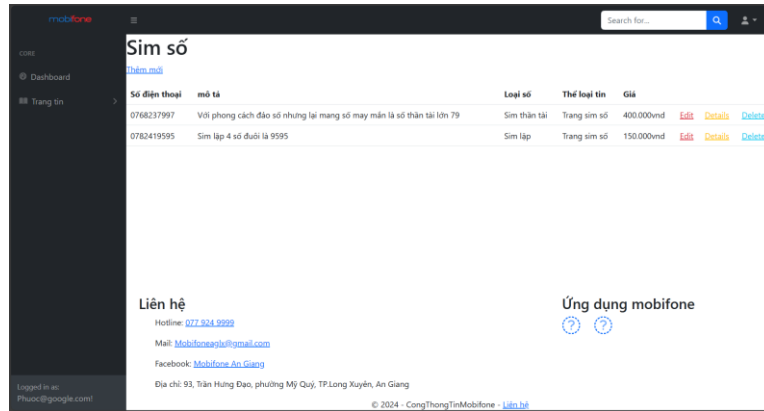 mobifone
Search for...
CORE
Dashboard
Trang tin
Sim số
Thêm mới
Số điện thoại mô tả Loại số Thể loại tin Giá
0768237997 Với phong cách đảo số nhưng lại mang số may mắn là số thần tài lớn 79 Sim thần tài Trang sim số 400.000vnd Edit Details Delete
0782419595 Sim lặp 4 số đuôi là 9595 Sim lặp Trang sim số 150.000vnd Edit Details Delete
Liên hệ
Hotline: 077 924 9999
Mail: Mobifoneaglx@gmail.com
Facebook: Mobifone An Giang
Địa chỉ: 93, Trần Hưng Đạo, phường Mỹ Quý, TP.Long Xuyên, An Giang
Ứng dụng mobifone
© 2024 - CongThongTinMobifone - Liên hệ
Logged in as:
Phuoc@google.com!